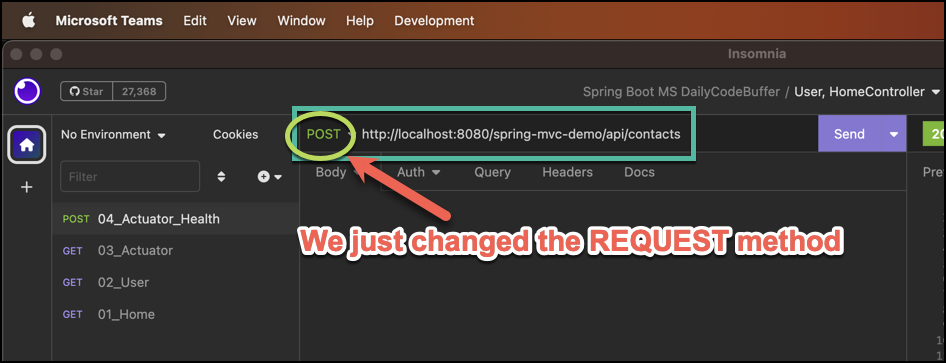 Microsoft Teams Edit View Window Help Development
Insomnia
Star 27,368
Spring Boot MS DailyCodeBuffer / User, HomeController
No Environment Cookies
POST http://localhost:8080/spring-mvc-demo/api/contacts Send 20
Filter
Body Auth Query Headers Docs Pre
POST 04_Actuator_Health
GET 03_Actuator
We just changed the REQUEST method
GET 02_User
GET 01_Home